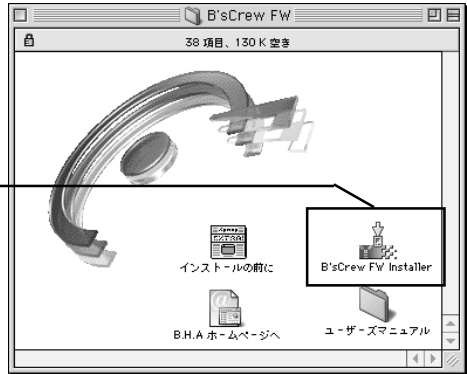 B'sCrew FW
38 項目、130 K 空き
インストールの前に
B'sCrew FW Installer
B.H.A ホームページへ
ユーザーズマニュアル